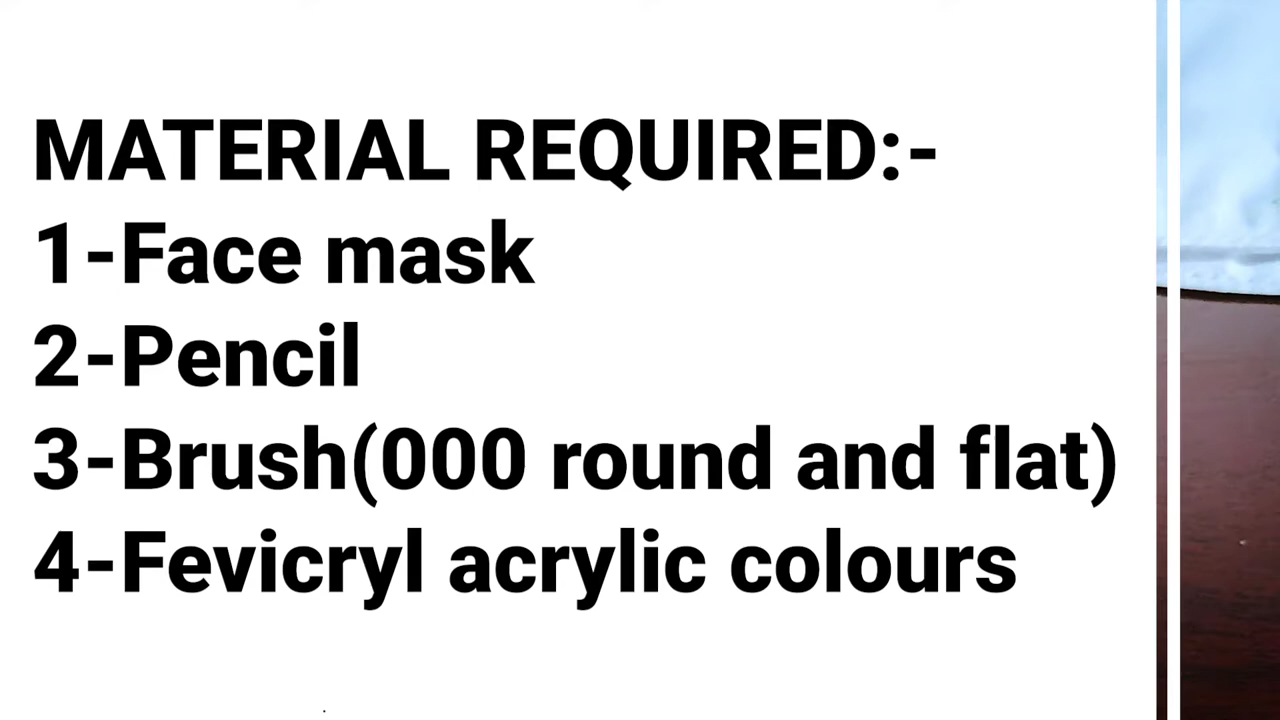 MATERIAL REQUIRED:-
1-Face mask
2-Pencil
3-Brush(000 round and flat)
4-Fevicryl acrylic colours